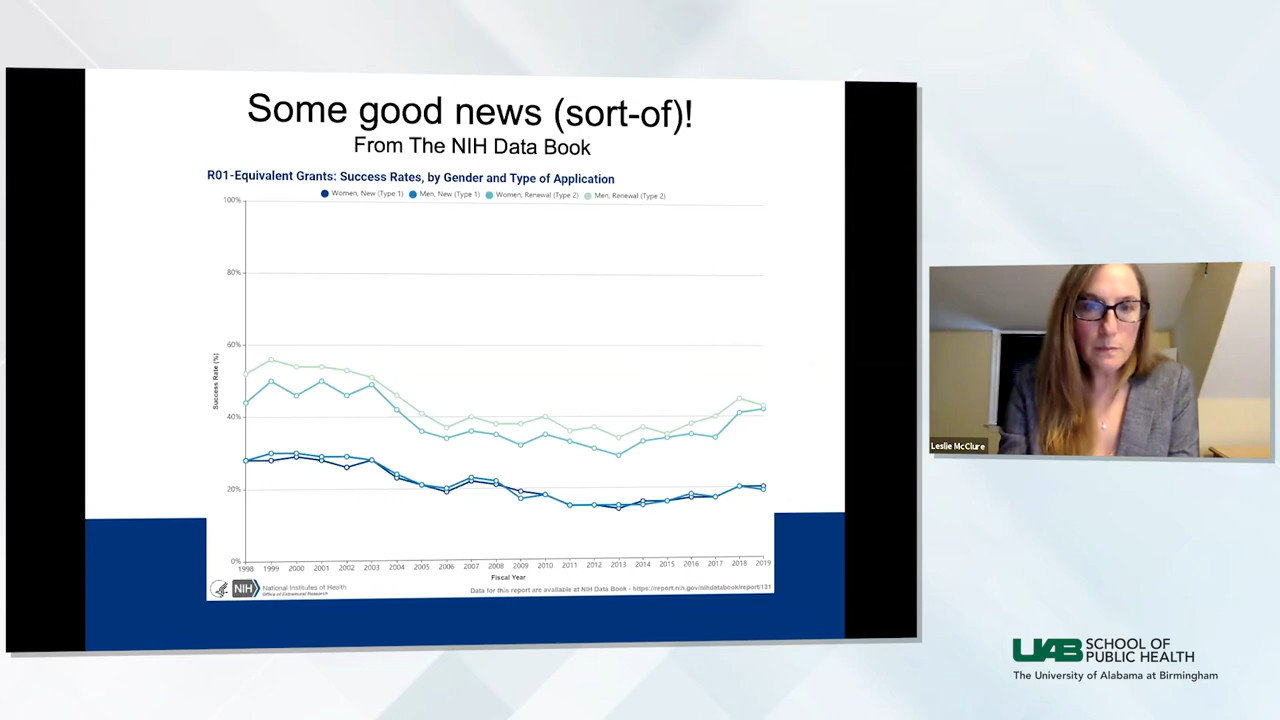 Some good news (sort-of)!
From The NIH Data Book
R01-Equivalent Grants: Success Rates, by Gender and Type of Application
Women, New (Type 1) Men, New (Type 1) Women, Renewal (Type 2) Men, Renewal (Type 2)
100%
80%
60%
40%
20%
0%
Success Rate (%)
1998 1999 2000 2001 2002 2003 2004 2005 2006 2007 2008 2009 2010 2011 2012 2013 2014 2015 2016 2017 2018 2019
Fiscal Year
NIH National Institutes of Health
Office of Extramural Research
Data for this report are available at NIH Data Book - https://report.nih.gov/nihdatabook/report/131
Leslie McClure
UAB SCHOOL OF
PUBLIC HEALTH
The University of Alabama at Birmingham